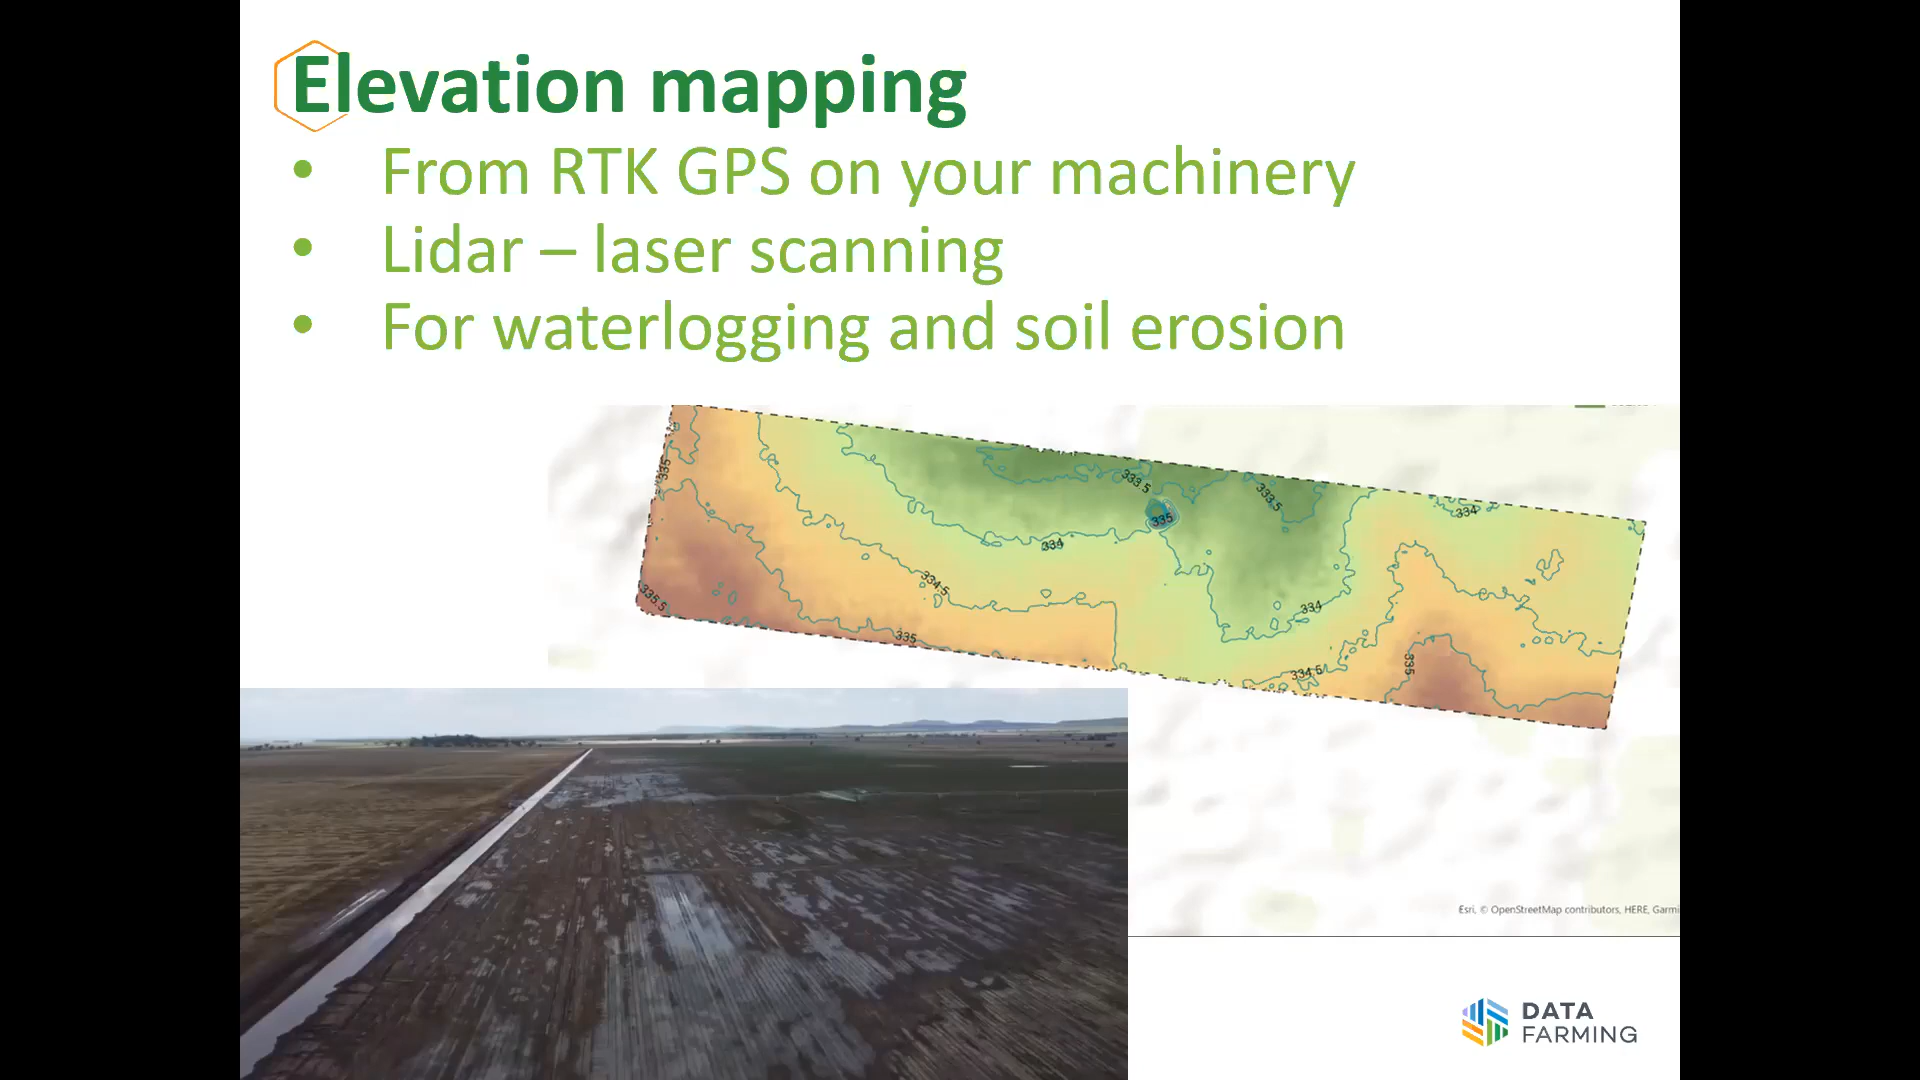 Elevation mapping
• From RTK GPS on your machinery
• Lidar – laser scanning
• For waterlogging and soil erosion
335
333.5
333.5
334
335
334
334.5
335.5
334
335
335
334.5
Esri, © OpenStreetMap contributors, HERE, Garmi
DATA
FARMING